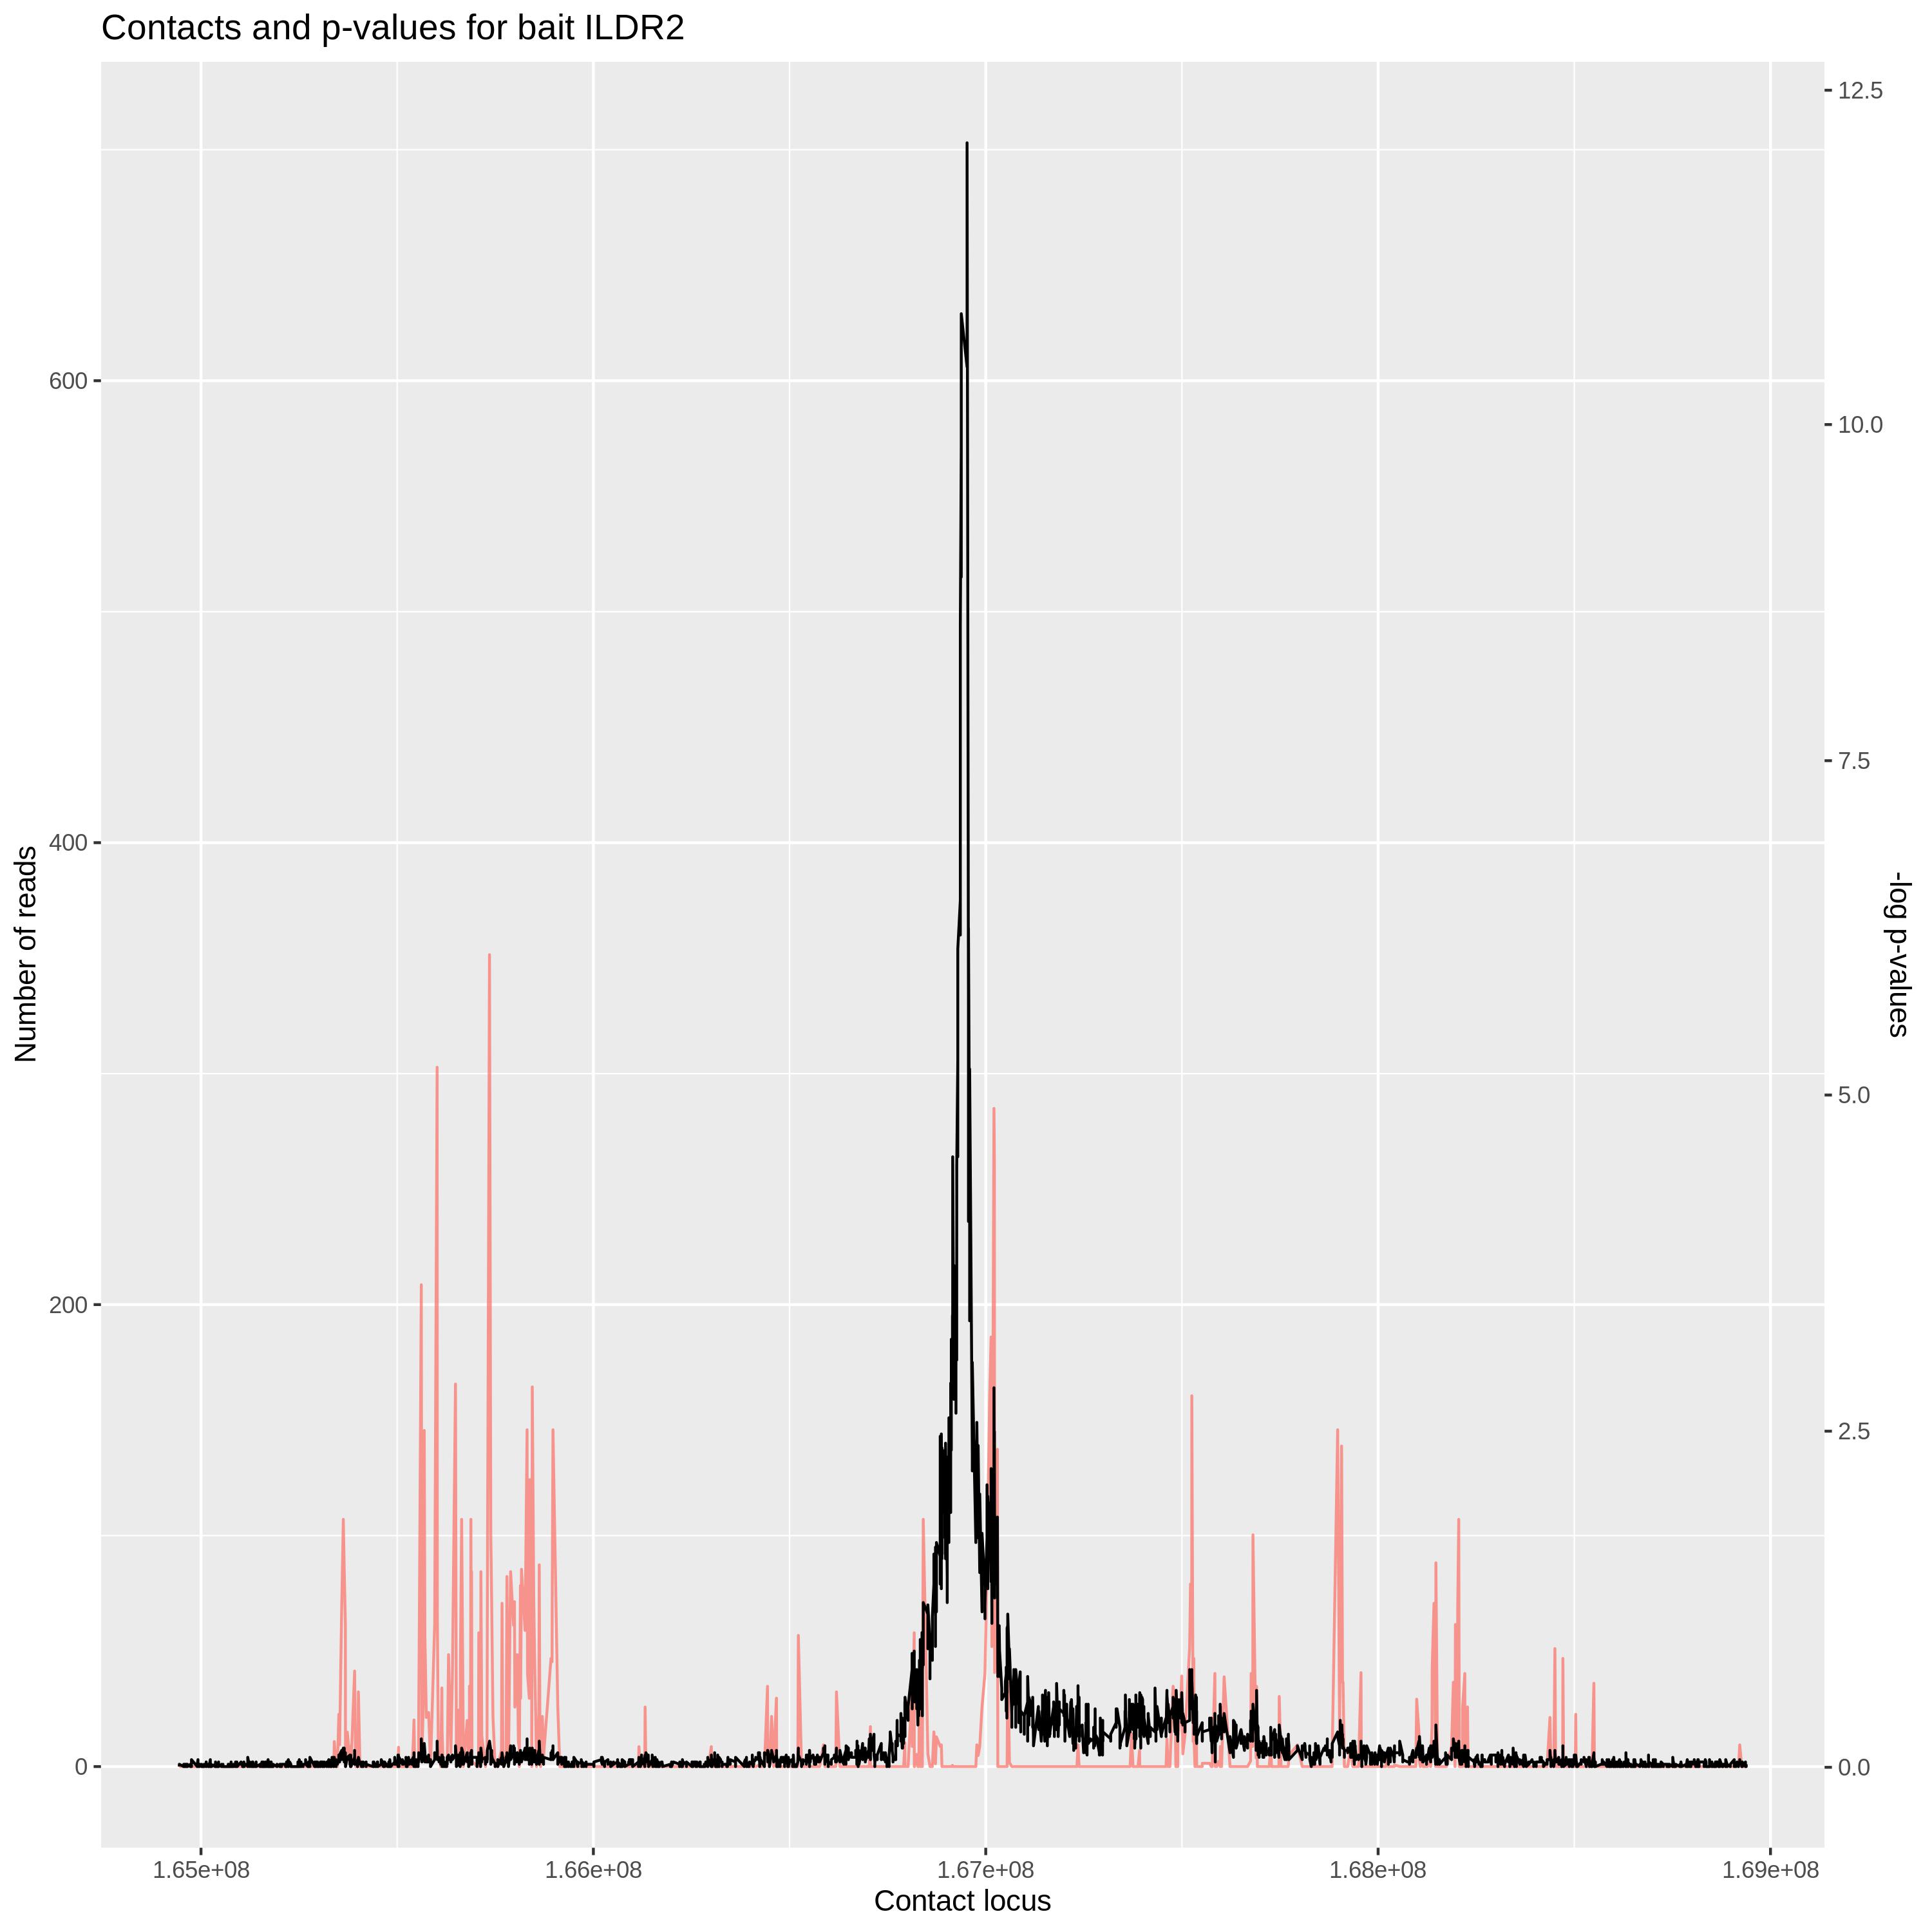 Contacts and p-values for bait ILDR2
Number of reads
600
400
200
0
12.5
10.0
7.5
5.0
2.5
0.0
-log p-values
1.65e+08 1.66e+08 1.67e+08 1.68e+08 1.69e+08
Contact locus